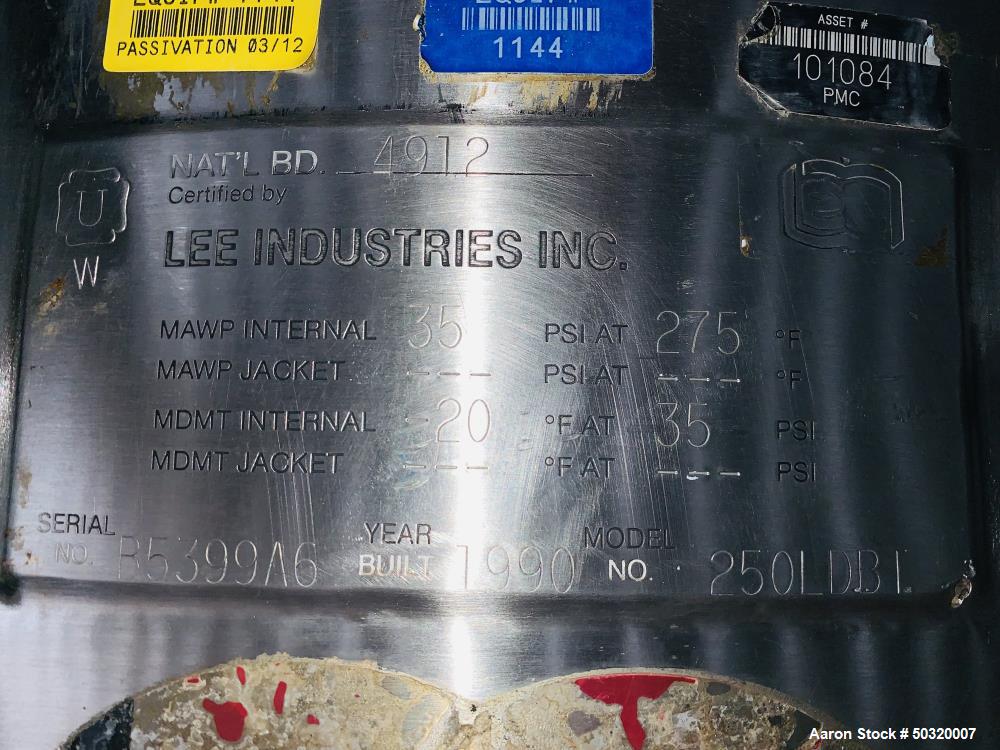 PASSIVATION 03/12
1144
ASSET #
101084
PMC
NAT'L BD. 4912
Certified by
U
W
LEE INDUSTRIES INC.
MAWP INTERNAL 35 PSI AT 275 °F
MAWP JACKET --- PSI AT --- °F
MDMT INTERNAL -20 °F AT 35 PSI
MDMT JACKET --- °F AT --- PSI
SERIAL NO. B5399A6 YEAR BUILT 1990 MODEL NO. 250LDBT
Aaron Stock # 50320007